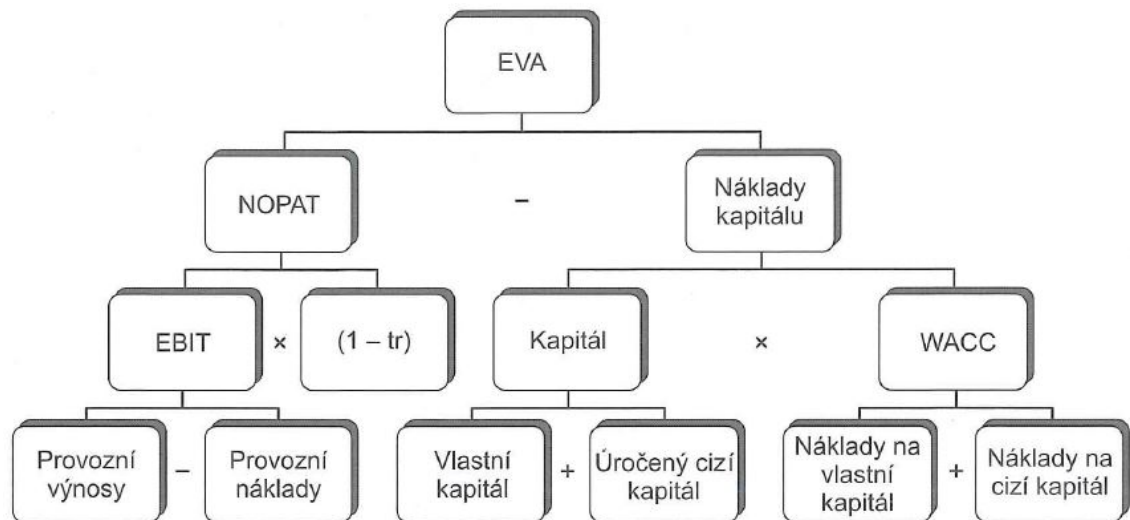 EVA
NOPAT
–
Náklady
kapitálu
EBIT
×
(1 – tr)
Kapitál
×
WACC
Provozní
výnosy
–
Provozní
náklady
Vlastní
kapitál
+
Úročený cizí
kapitál
Náklady na
vlastní
kapitál
+
Náklady na
cizí kapitál